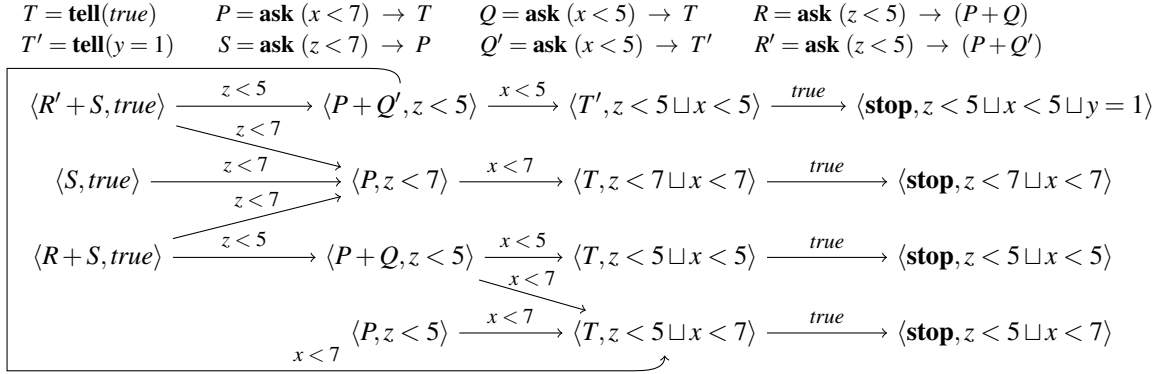 T = tell(true) P = ask (x < 7) → T Q = ask (x < 5) → T R = ask (z < 5) → (P + Q)
T′ = tell(y = 1) S = ask (z < 7) → P Q′ = ask (x < 5) → T′ R′ = ask (z < 5) → (P + Q′)
z < 5 x < 5 true
⟨R′ + S, true⟩ ⟨P + Q′, z < 5⟩ ⟨T′, z < 5 ⊔ x < 5⟩ ⟨stop, z < 5 ⊔ x < 5 ⊔ y = 1⟩
z < 7
z < 7 x < 7 true
⟨S, true⟩ ⟨P, z < 7⟩ ⟨T, z < 7 ⊔ x < 7⟩ ⟨stop, z < 7 ⊔ x < 7⟩
z < 7
z < 5 x < 5 true
⟨R + S, true⟩ ⟨P + Q, z < 5⟩ ⟨T, z < 5 ⊔ x < 5⟩ ⟨stop, z < 5 ⊔ x < 5⟩
x < 7
x < 7 true
⟨P, z < 5⟩ ⟨T, z < 5 ⊔ x < 7⟩ ⟨stop, z < 5 ⊔ x < 7⟩
x < 7